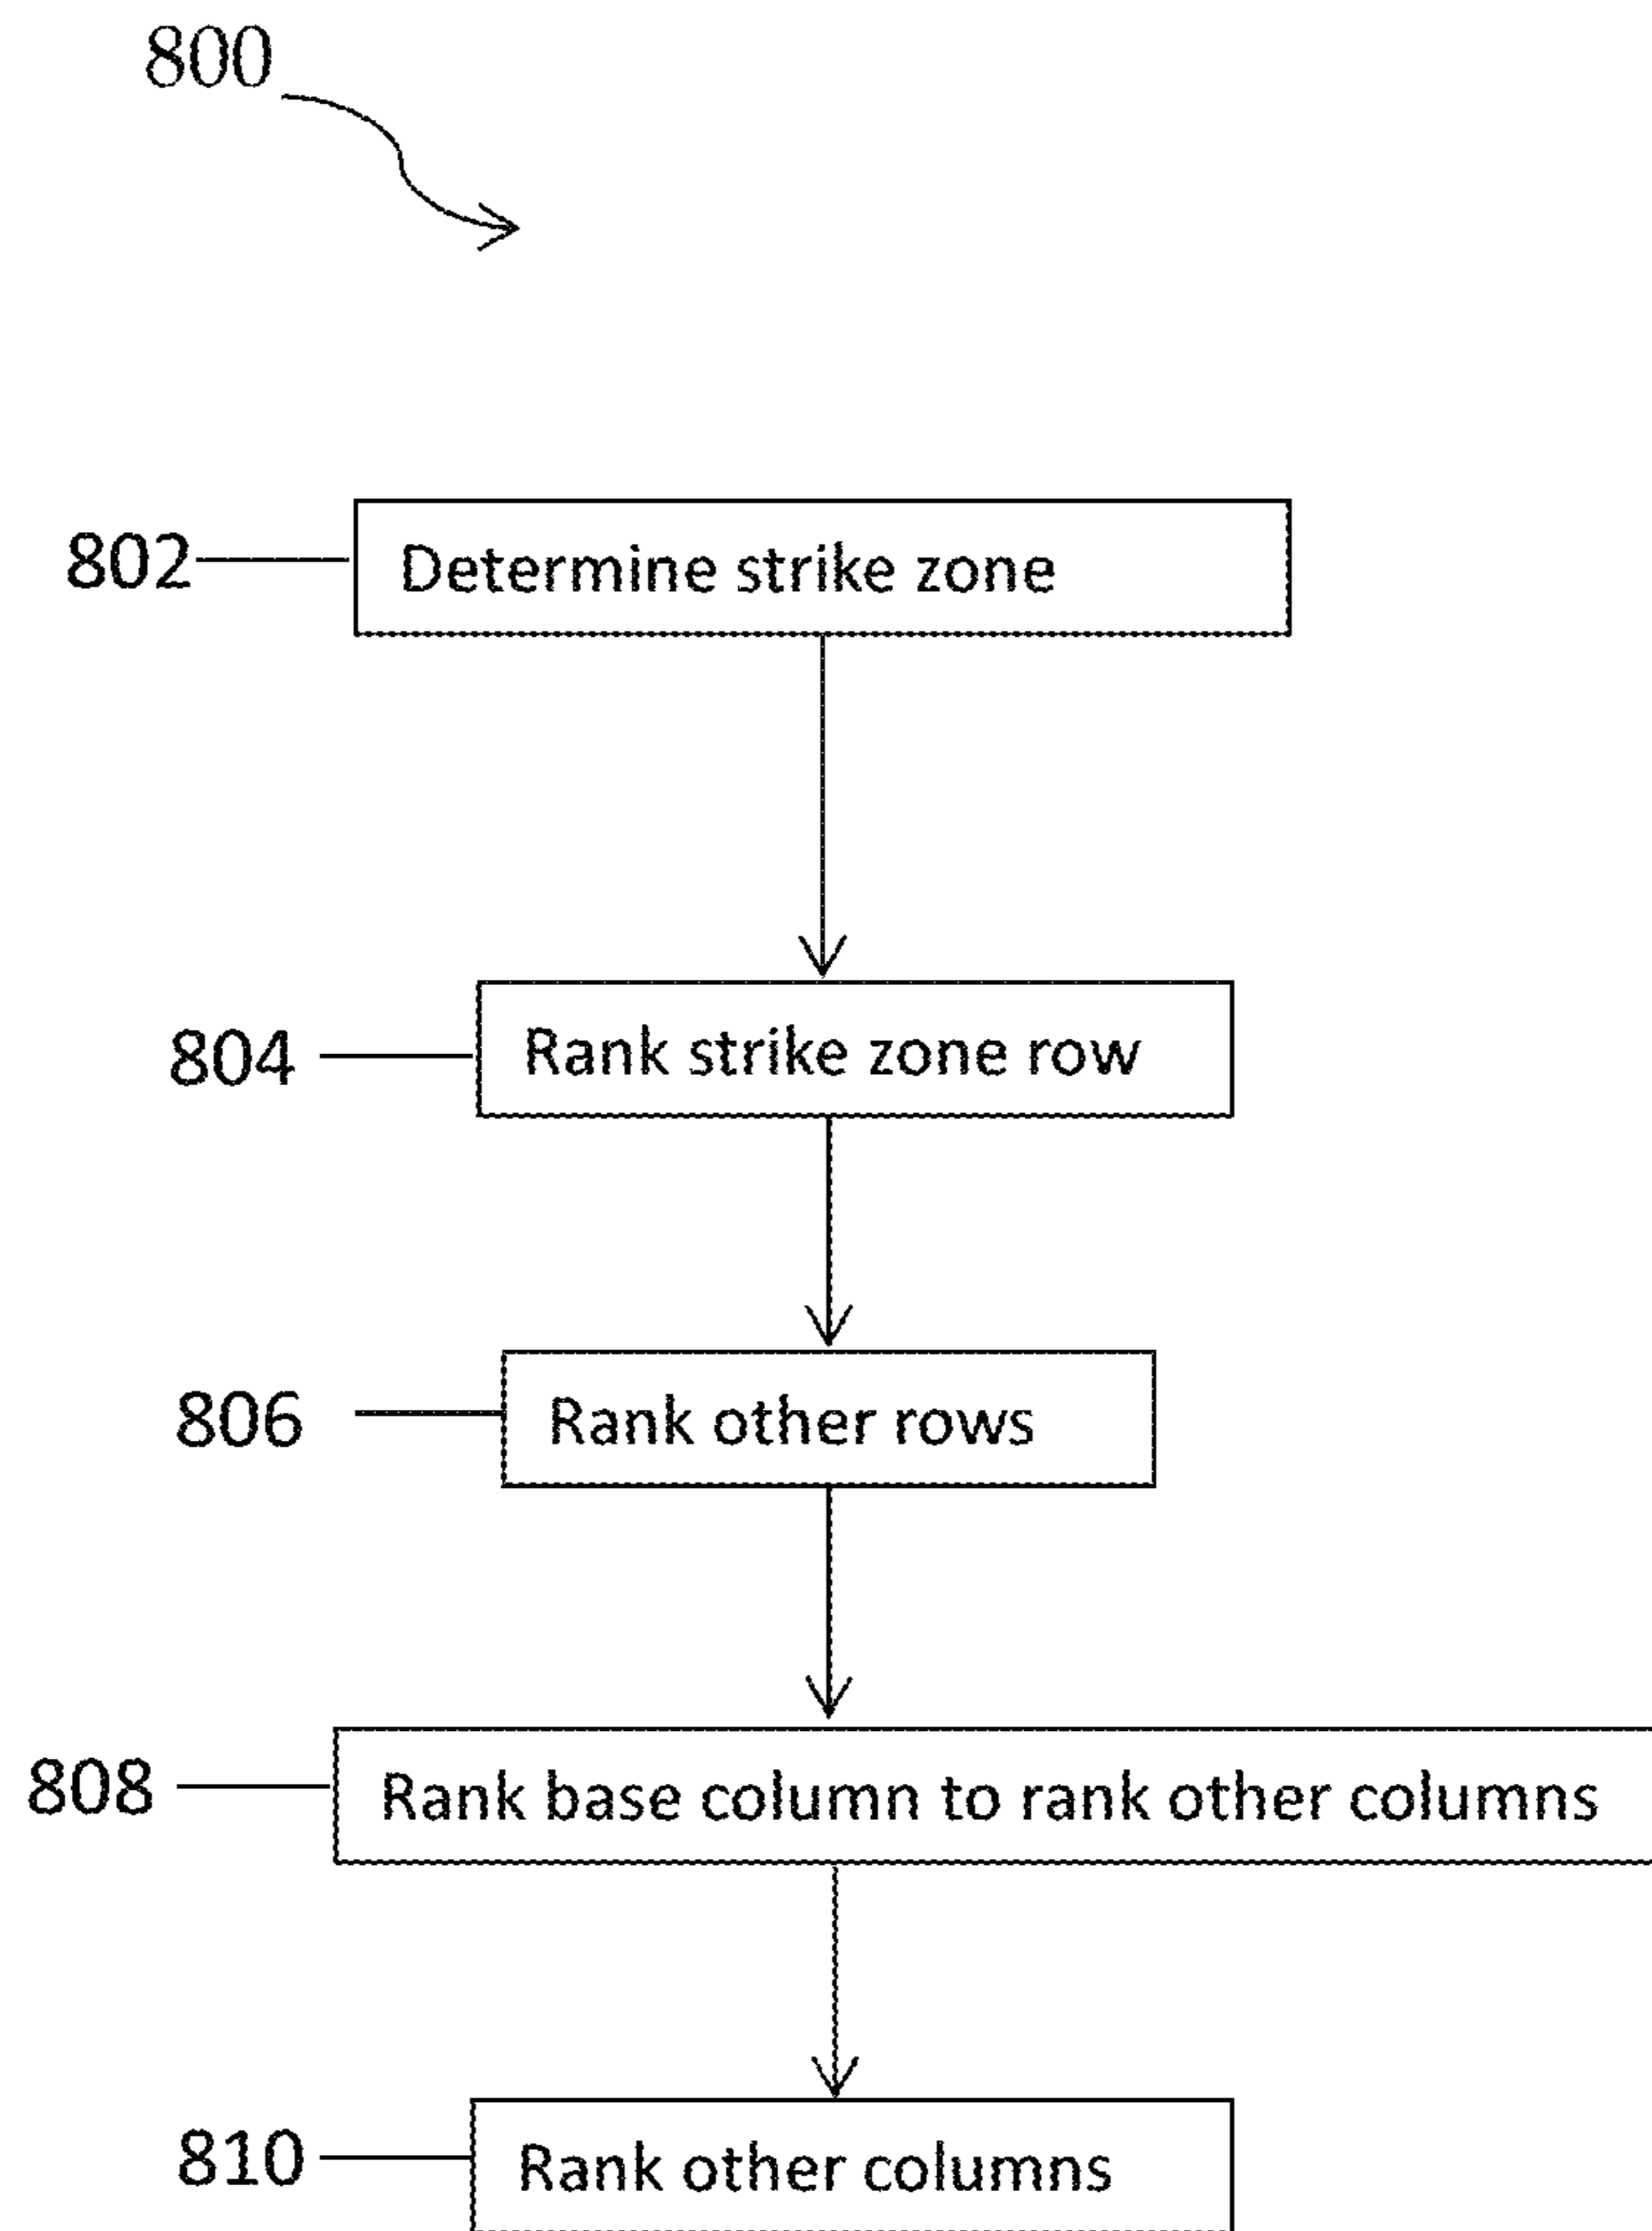 800
802 Determine strike zone
804 Rank strike zone row
806 Rank other rows
808 Rank base column to rank other columns
810 Rank other columns